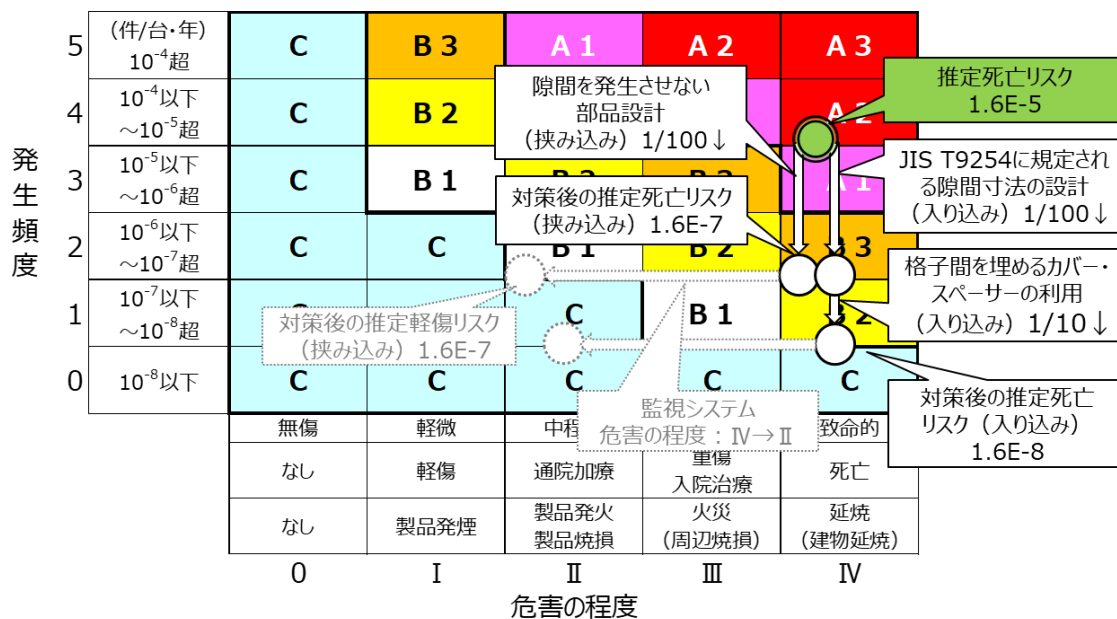 発生頻度
5
(件/台・年)
10⁻⁴超
C
B 3
A 1
A 2
A 3
4
10⁻⁴以下
～10⁻⁵超
C
B 2
A 2
3
10⁻⁵以下
～10⁻⁶超
C
B 1
B 2
B 3
A 1
2
10⁻⁶以下
～10⁻⁷超
C
C
B 1
B 2
B 3
1
10⁻⁷以下
～10⁻⁸超
C
C
B 1
B 2
0
10⁻⁸以下
C
C
C
C
C
隙間を発生させない
部品設計
（挟み込み）1/100↓
推定死亡リスク
1.6E-5
JIS T9254に規定され
る隙間寸法の設計
（入り込み）1/100↓
対策後の推定死亡リスク
（挟み込み）1.6E-7
格子間を埋めるカバー・
スペーサーの利用
（入り込み）1/10↓
対策後の推定軽傷リスク
（挟み込み）1.6E-7
監視システム
危害の程度：Ⅳ→Ⅱ
対策後の推定死亡
リスク（入り込み）
1.6E-8
無傷
軽微
中程
致命的
なし
軽傷
通院加療
重傷
入院治療
死亡
なし
製品発煙
製品発火
製品焼損
火災
(周辺焼損)
延焼
(建物延焼)
0
Ⅰ
Ⅱ
Ⅲ
Ⅳ
危害の程度